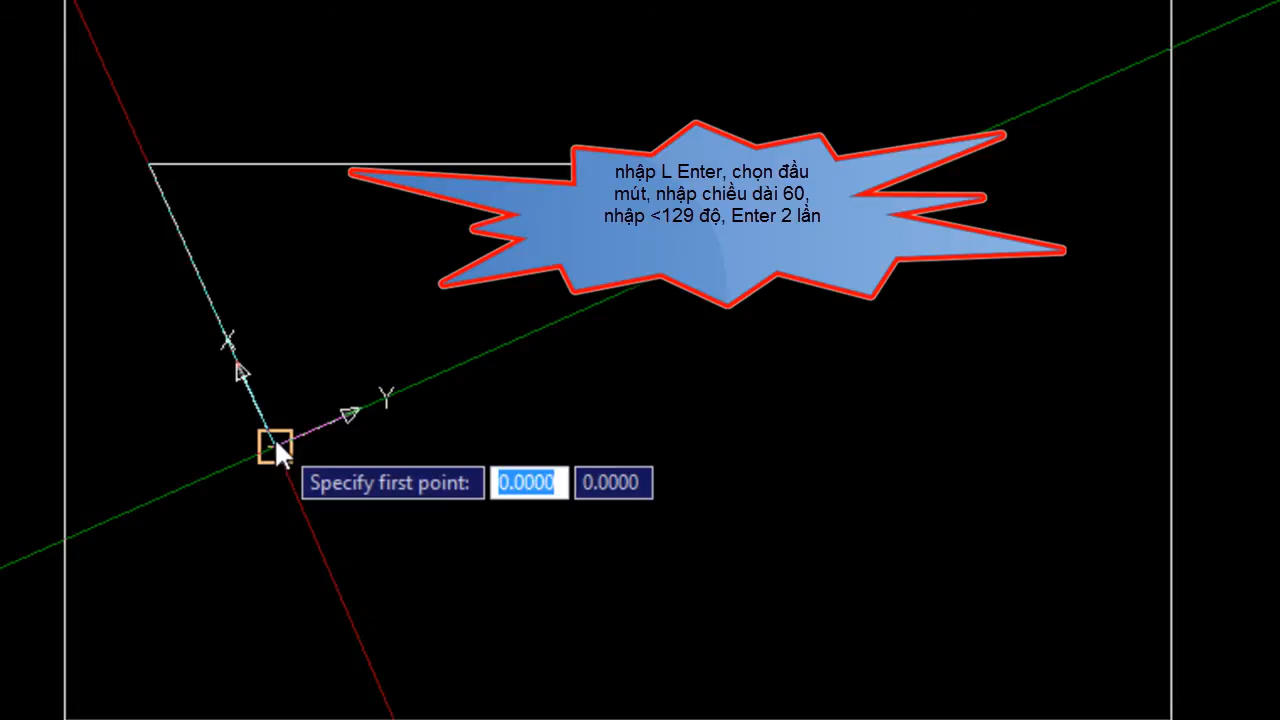 nhập L Enter, chọn đầu
mút, nhập chiều dài 60,
nhập <129 độ, Enter 2 lần
X
Y
Specify first point: 0.0000 0.0000